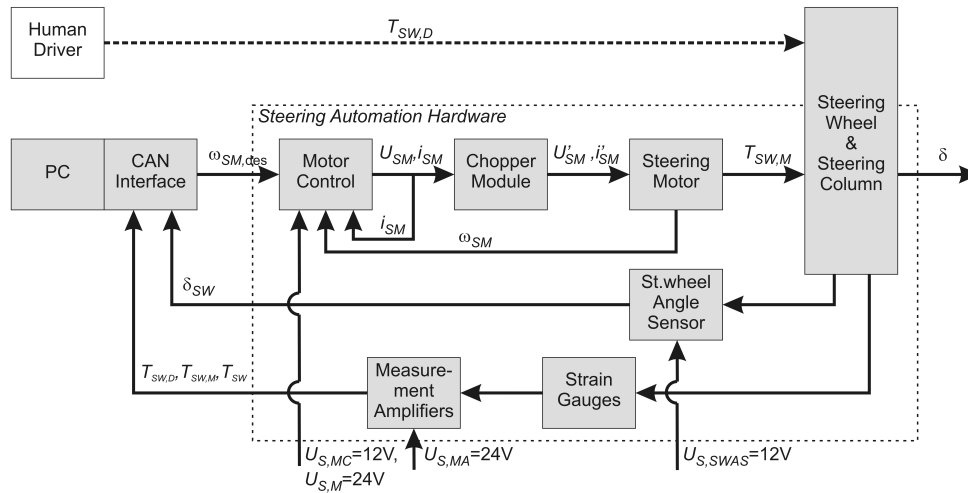 Human
Driver
T_SW,D
Steering
Wheel
&
Steering
Column
Steering Automation Hardware
PC
CAN
Interface
ω_SM,des
Motor
Control
U_SM, i_SM
Chopper
Module
U'_SM, i'_SM
Steering
Motor
T_SW,M
δ
i_SM
ω_SM
δ_SW
St.wheel
Angle
Sensor
T_SW,D, T_SW,M, T_SW
Measure-
ment
Amplifiers
Strain
Gauges
U_S,MC=12V,
U_S,M=24V
U_S,MA=24V
U_S,SWAS=12V